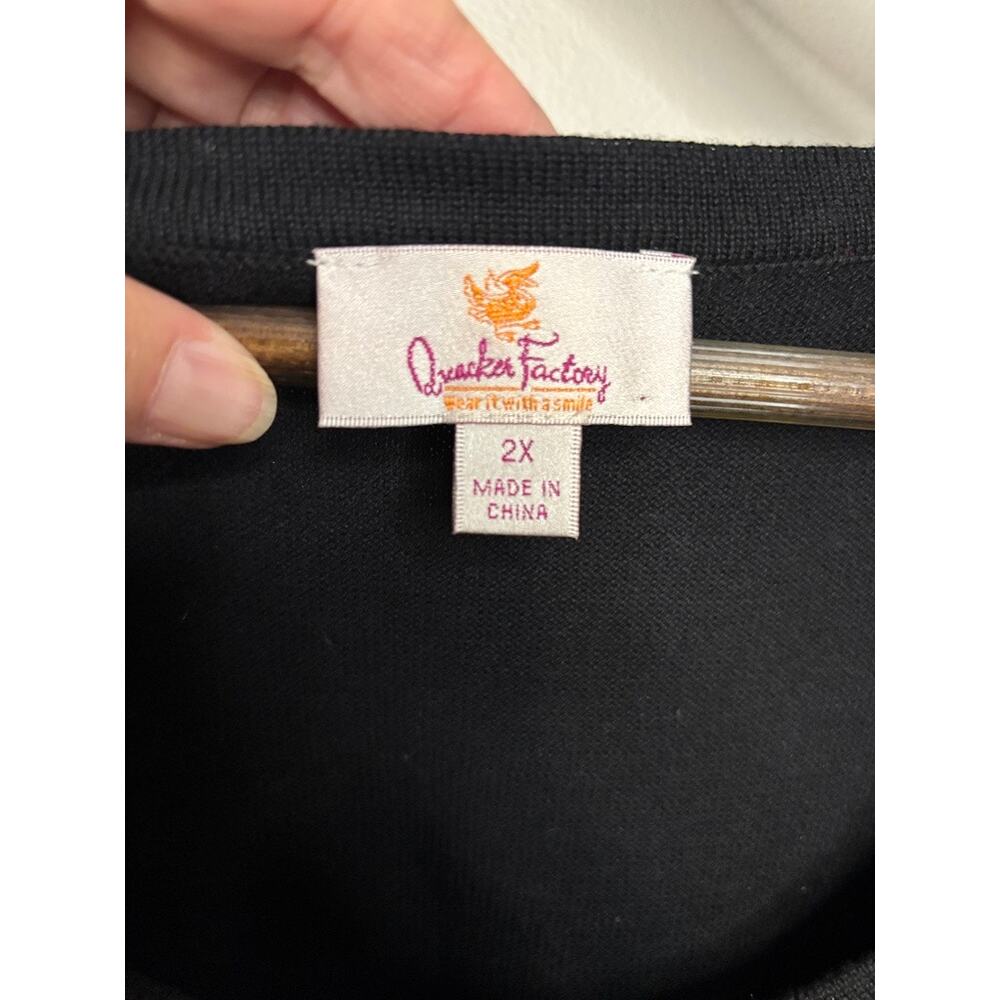 Quacker Factory
wear it with a smile
2X
MADE IN
CHINA